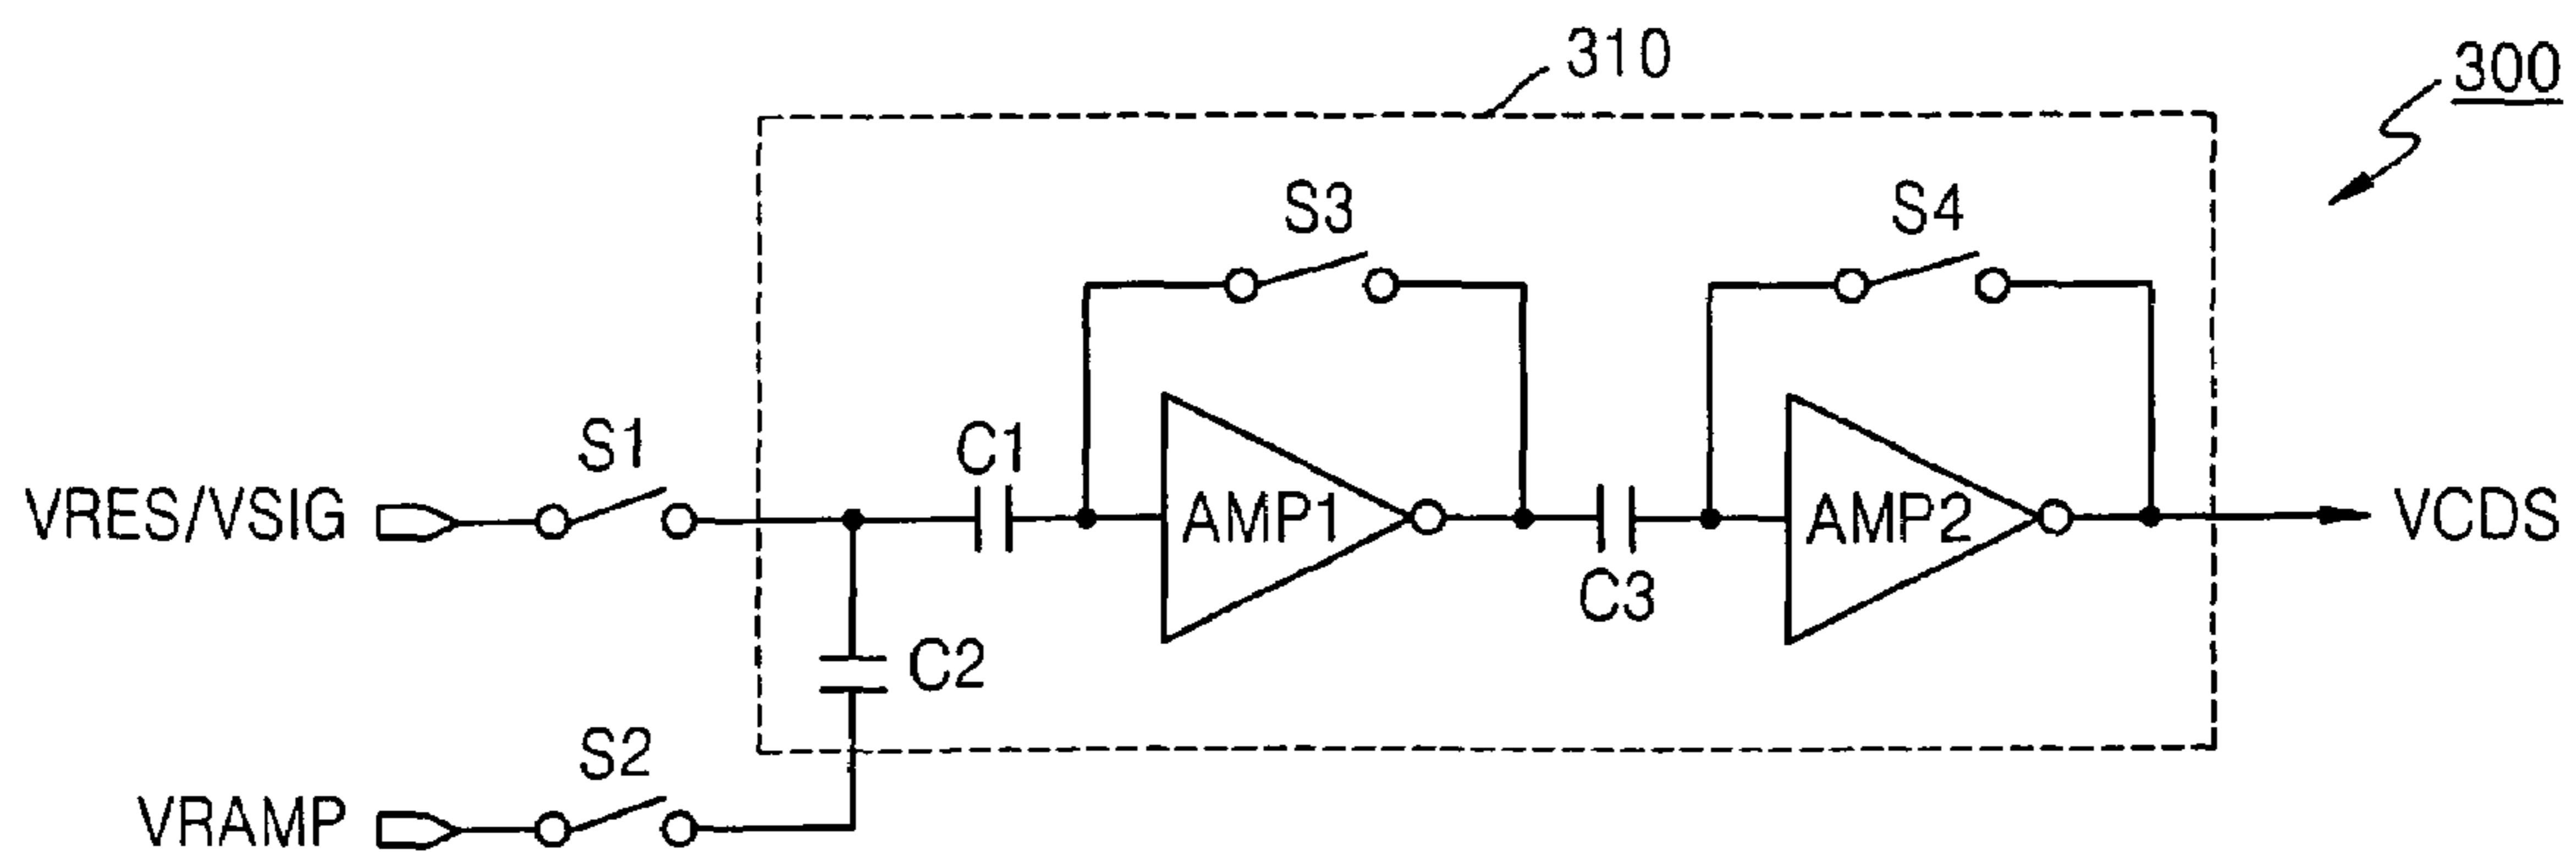 310
300
S3
S4
S1
C1
VRES/VSIG
AMP1
AMP2
VCDS
C3
C2
S2
VRAMP